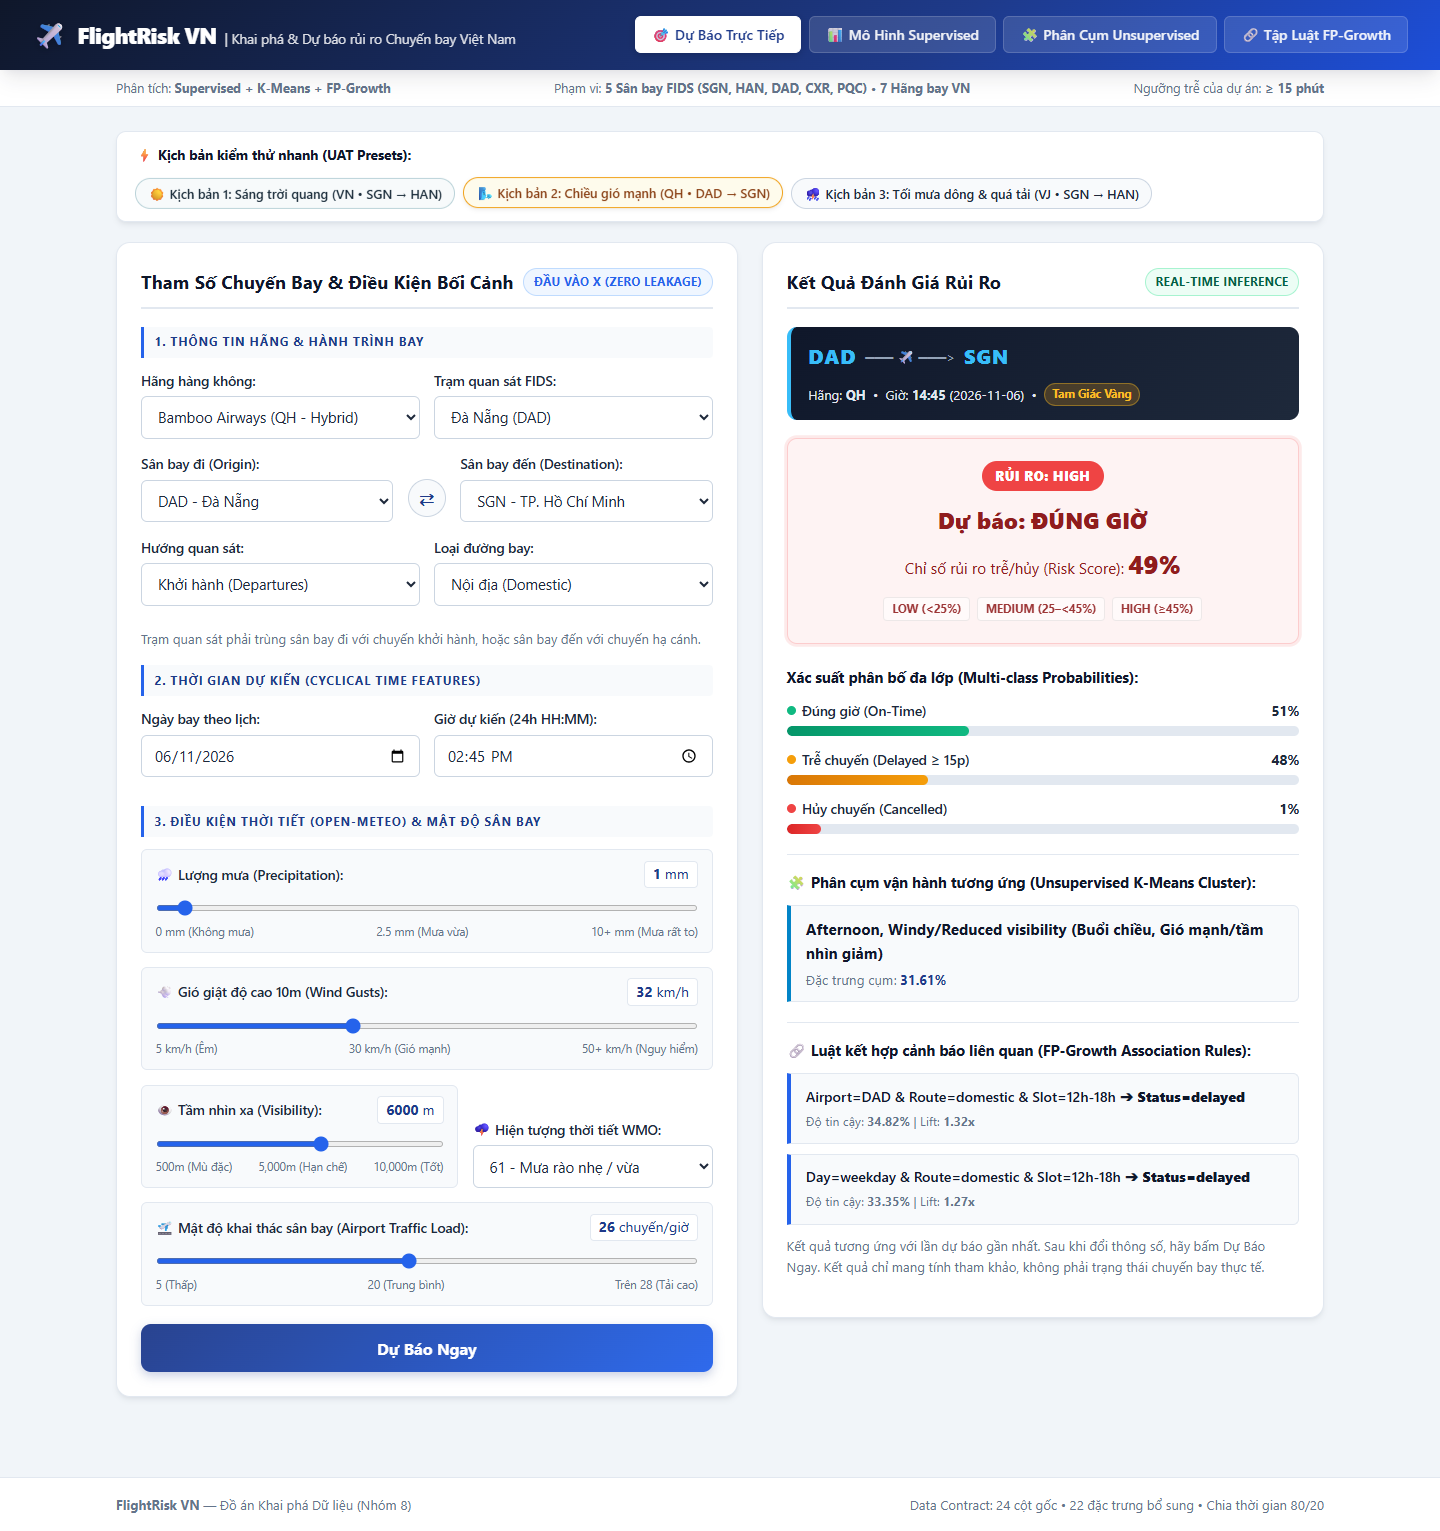 FlightRisk VN | Khai phá & Dự báo rủi ro Chuyến bay Việt Nam
Dự Báo Trực Tiếp
Mô Hình Supervised
Phân Cụm Unsupervised
Tập Luật FP-Growth
Phân tích: Supervised + K-Means + FP-Growth
Phạm vi: 5 Sân bay FIDS (SGN, HAN, DAD, CXR, PQC) • 7 Hãng bay VN
Ngưỡng trễ của dự án: ≥ 15 phút
Kịch bản kiểm thử nhanh (UAT Presets):
Kịch bản 1: Sáng trời quang (VN • SGN → HAN)
Kịch bản 2: Chiều gió mạnh (QH • DAD → SGN)
Kịch bản 3: Tối mưa dông & quá tải (VJ • SGN → HAN)
Tham Số Chuyến Bay & Điều Kiện Bối Cảnh
ĐẦU VÀO X (ZERO LEAKAGE)
1. THÔNG TIN HÃNG & HÀNH TRÌNH BAY
Hãng hàng không:
Trạm quan sát FIDS:
Bamboo Airways (QH - Hybrid)
Đà Nẵng (DAD)
Sân bay đi (Origin):
Sân bay đến (Destination):
DAD - Đà Nẵng
⇄
SGN - TP. Hồ Chí Minh
Hướng quan sát:
Loại đường bay:
Khởi hành (Departures)
Nội địa (Domestic)
Trạm quan sát phải trùng sân bay đi với chuyến khởi hành, hoặc sân bay đến với chuyến hạ cánh.
2. THỜI GIAN DỰ KIẾN (CYCLICAL TIME FEATURES)
Ngày bay theo lịch:
Giờ dự kiến (24h HH:MM):
06/11/2026
02:45 PM
3. ĐIỀU KIỆN THỜI TIẾT (OPEN-METEO) & MẬT ĐỘ SÂN BAY
Lượng mưa (Precipitation):
1 mm
0 mm (Không mưa)
2.5 mm (Mưa vừa)
10+ mm (Mưa rất to)
Gió giật độ cao 10m (Wind Gusts):
32 km/h
5 km/h (Êm)
30 km/h (Gió mạnh)
50+ km/h (Nguy hiểm)
Tầm nhìn xa (Visibility):
6000 m
500m (Mù đặc)
5,000m (Hạn chế)
10,000m (Tốt)
Hiện tượng thời tiết WMO:
61 - Mưa rào nhẹ / vừa
Mật độ khai thác sân bay (Airport Traffic Load):
26 chuyến/giờ
5 (Thấp)
20 (Trung bình)
Trên 28 (Tải cao)
Dự Báo Ngay
Kết Quả Đánh Giá Rủi Ro
REAL-TIME INFERENCE
DAD ——✈——> SGN
Hãng: QH • Giờ: 14:45 (2026-11-06) • Tam Giác Vàng
RỦI RO: HIGH
Dự báo: ĐÚNG GIỜ
Chỉ số rủi ro trễ/hủy (Risk Score): 49%
LOW (<25%)
MEDIUM (25–<45%)
HIGH (≥45%)
Xác suất phân bố đa lớp (Multi-class Probabilities):
Đúng giờ (On-Time)
51%
Trễ chuyến (Delayed ≥ 15p)
48%
Hủy chuyến (Cancelled)
1%
Phân cụm vận hành tương ứng (Unsupervised K-Means Cluster):
Afternoon, Windy/Reduced visibility (Buổi chiều, Gió mạnh/tầm
nhìn giảm)
Đặc trưng cụm: 31.61%
Luật kết hợp cảnh báo liên quan (FP-Growth Association Rules):
Airport=DAD & Route=domestic & Slot=12h-18h ➔ Status=delayed
Độ tin cậy: 34.82% | Lift: 1.32x
Day=weekday & Route=domestic & Slot=12h-18h ➔ Status=delayed
Độ tin cậy: 33.35% | Lift: 1.27x
Kết quả tương ứng với lần dự báo gần nhất. Sau khi đổi thông số, hãy bấm Dự Báo
Ngay. Kết quả chỉ mang tính tham khảo, không phải trạng thái chuyến bay thực tế.
FlightRisk VN — Đồ án Khai phá Dữ liệu (Nhóm 8)
Data Contract: 24 cột gốc • 22 đặc trưng bổ sung • Chia thời gian 80/20